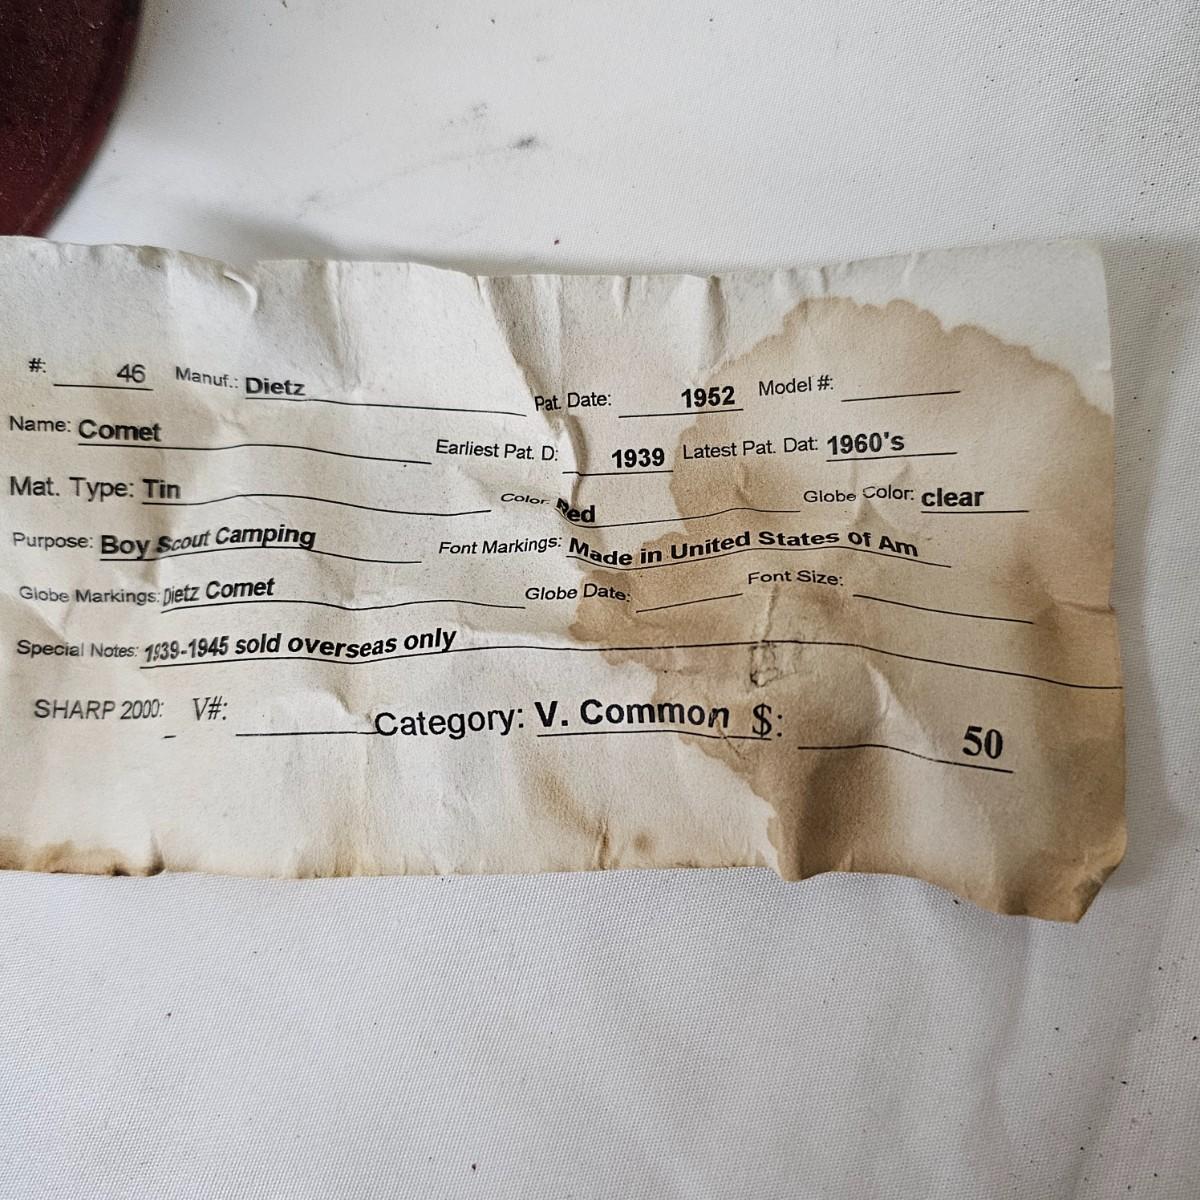 #: 46 Manuf.: Dietz Pat. Date: 1952 Model #:
Name: Comet Earliest Pat. D: 1939 Latest Pat. Dat: 1960's
Mat. Type: Tin Color: Red Globe Color: clear
Purpose: Boy Scout Camping Font Markings: Made in United States of Am
Globe Markings: Dietz Comet Globe Date: Font Size:
Special Notes: 1939-1945 sold overseas only
SHARP 2000: V#: Category: V. Common $: 50